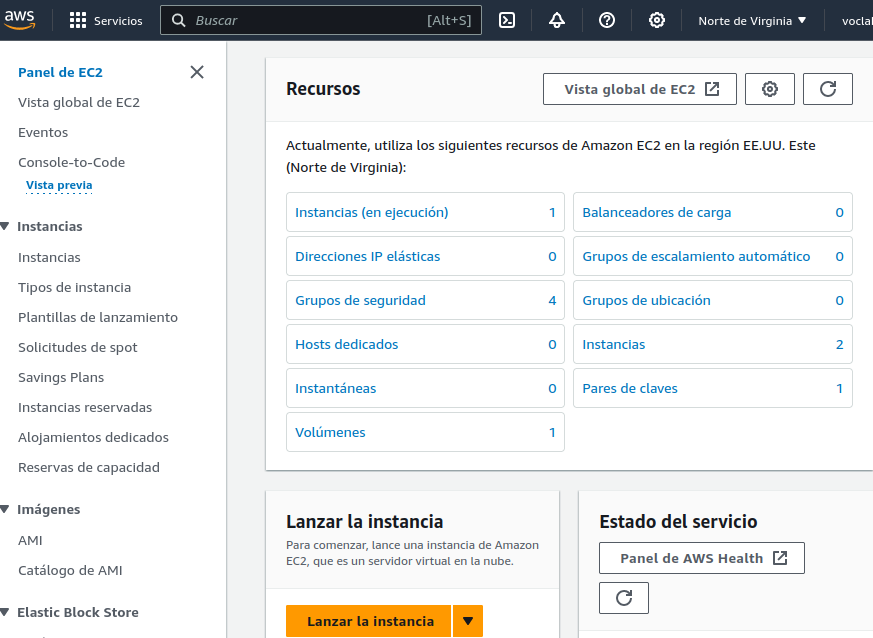 aws
Servicios
Buscar
[Alt+S]
Norte de Virginia
Panel de EC2
Vista global de EC2
Eventos
Console-to-Code
Vista previa
Instancias
Instancias
Tipos de instancia
Plantillas de lanzamiento
Solicitudes de spot
Savings Plans
Instancias reservadas
Alojamientos dedicados
Reservas de capacidad
Imágenes
AMI
Catálogo de AMI
Elastic Block Store
Recursos
Vista global de EC2
Actualmente, utiliza los siguientes recursos de Amazon EC2 en la región EE.UU. Este
(Norte de Virginia):
Instancias (en ejecución) 1
Balanceadores de carga 0
Direcciones IP elásticas 0
Grupos de escalamiento automático 0
Grupos de seguridad 4
Grupos de ubicación 0
Hosts dedicados 0
Instancias 2
Instantáneas 0
Pares de claves 1
Volúmenes 1
Lanzar la instancia
Para comenzar, lance una instancia de Amazon
EC2, que es un servidor virtual en la nube.
Lanzar la instancia
Estado del servicio
Panel de AWS Health